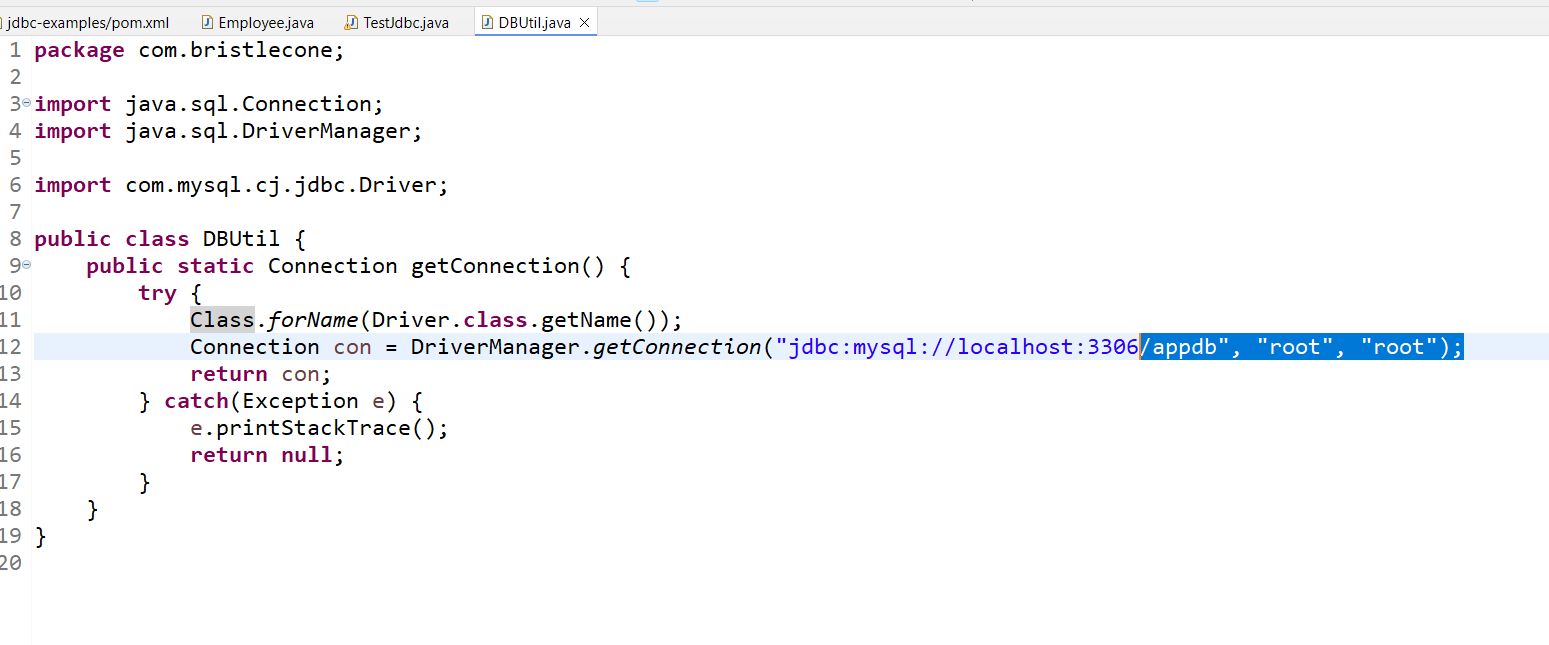 jdbc-examples/pom.xml Employee.java TestJdbc.java DBUtil.java
1 package com.bristlecone;
2
3 import java.sql.Connection;
4 import java.sql.DriverManager;
5
6 import com.mysql.cj.jdbc.Driver;
7
8 public class DBUtil {
9     public static Connection getConnection() {
10         try {
11             Class.forName(Driver.class.getName());
12             Connection con = DriverManager.getConnection("jdbc:mysql://localhost:3306/appdb", "root", "root");
13             return con;
14         } catch(Exception e) {
15             e.printStackTrace();
16             return null;
17         }
18     }
19 }
20